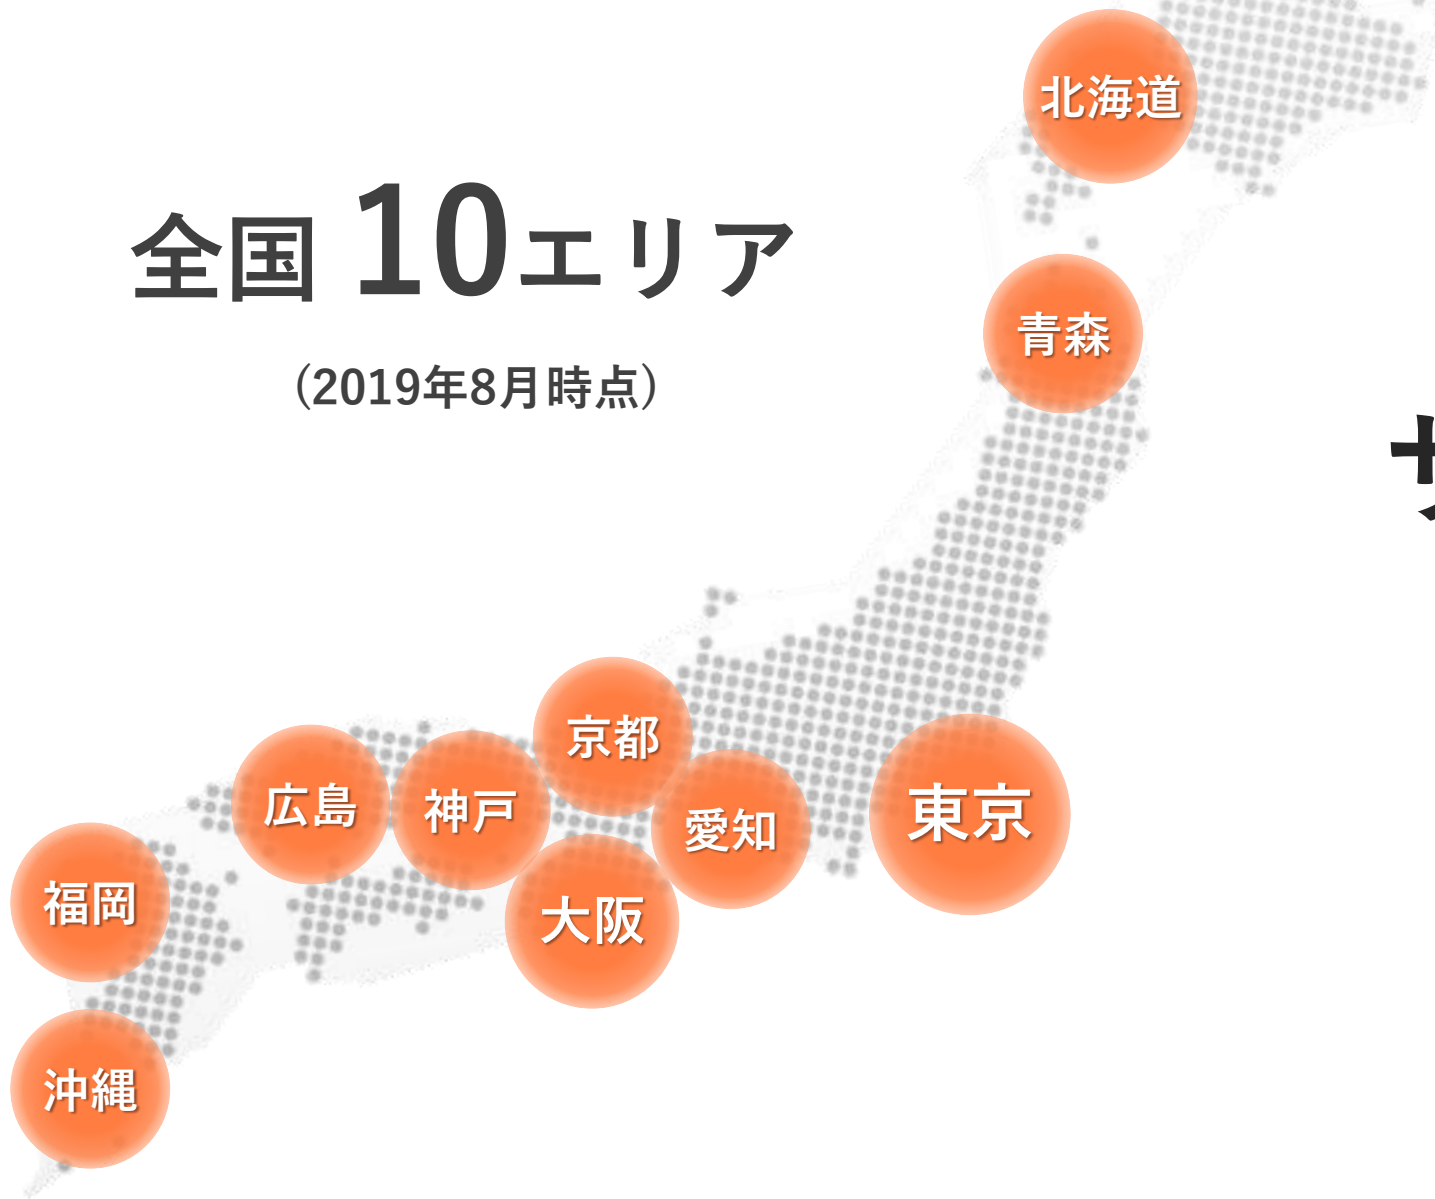 全国 10エリア
(2019年8月時点)
北海道
青森
京都
広島
神戸
愛知
東京
福岡
大阪
沖縄